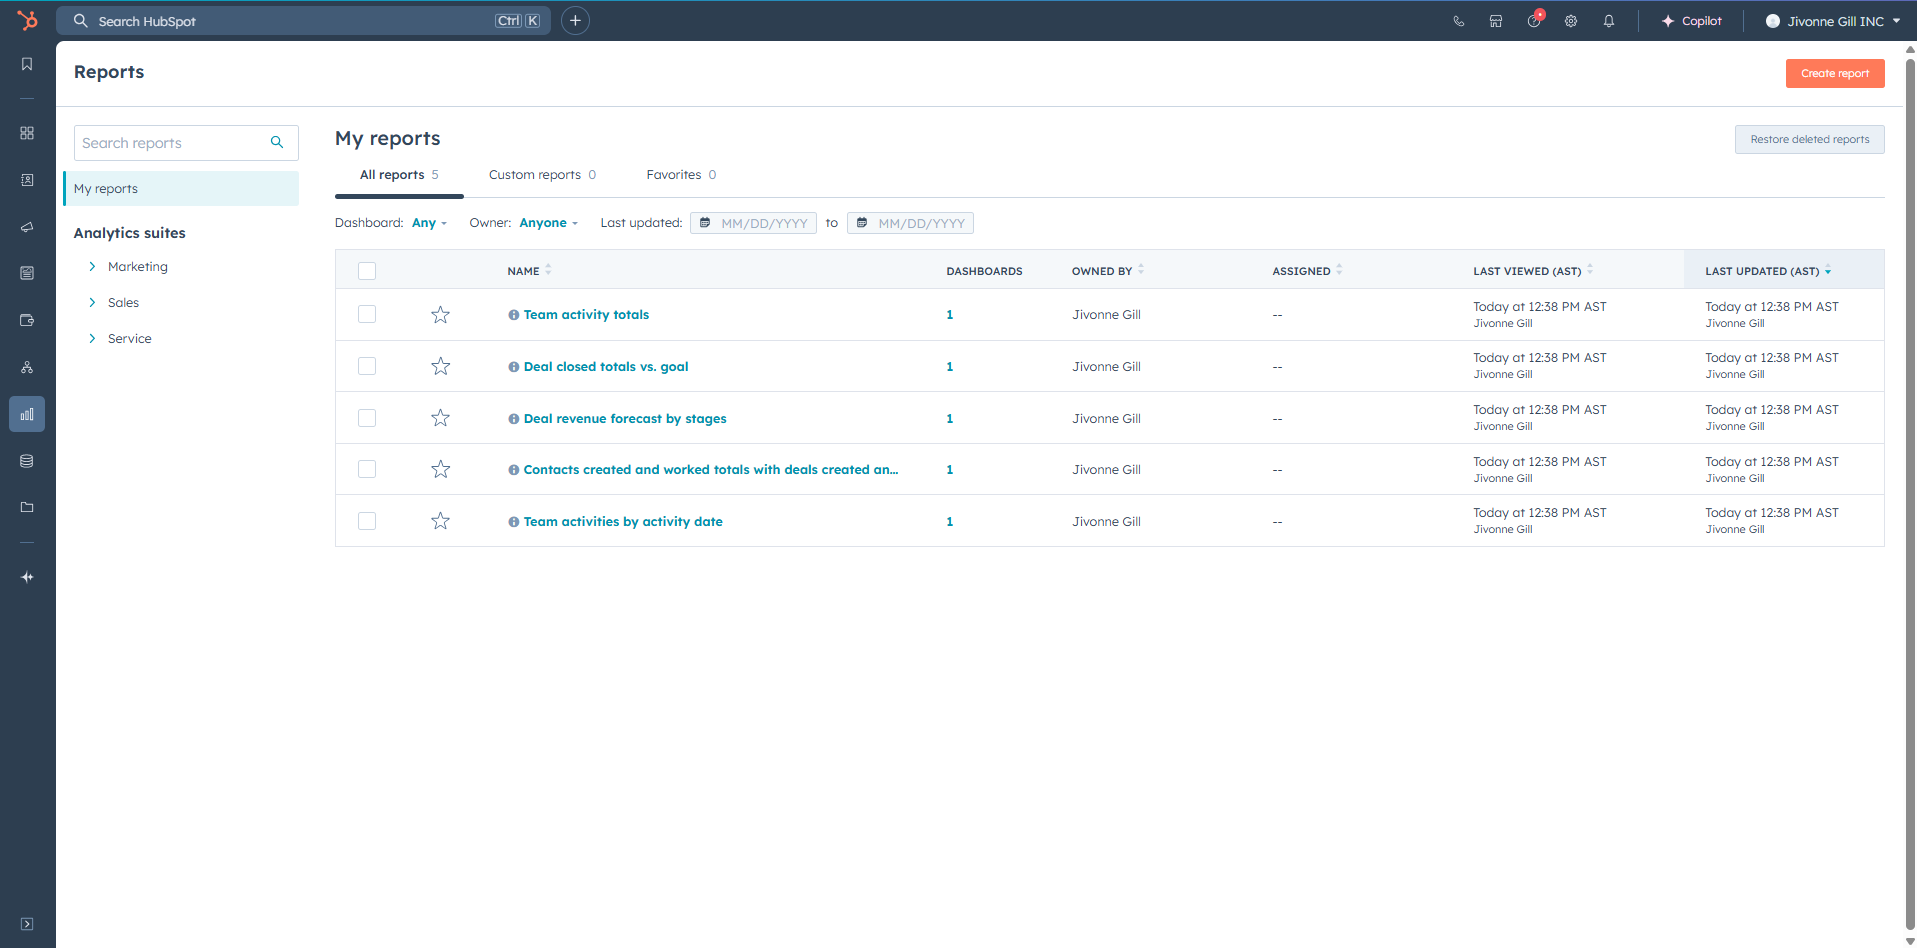 Search HubSpot Ctrl K
Copilot
Jivonne Gill INC
Reports
Create report
Search reports
My reports
Analytics suites
Marketing
Sales
Service
My reports
Restore deleted reports
All reports 5 Custom reports 0 Favorites 0
Dashboard: Any Owner: Anyone Last updated: MM/DD/YYYY to MM/DD/YYYY
NAME DASHBOARDS OWNED BY ASSIGNED LAST VIEWED (AST) LAST UPDATED (AST)
Team activity totals 1 Jivonne Gill -- Today at 12:38 PM AST Today at 12:38 PM AST
Jivonne Gill Jivonne Gill
Deal closed totals vs. goal 1 Jivonne Gill -- Today at 12:38 PM AST Today at 12:38 PM AST
Jivonne Gill Jivonne Gill
Deal revenue forecast by stages 1 Jivonne Gill -- Today at 12:38 PM AST Today at 12:38 PM AST
Jivonne Gill Jivonne Gill
Contacts created and worked totals with deals created an... 1 Jivonne Gill -- Today at 12:38 PM AST Today at 12:38 PM AST
Jivonne Gill Jivonne Gill
Team activities by activity date 1 Jivonne Gill -- Today at 12:38 PM AST Today at 12:38 PM AST
Jivonne Gill Jivonne Gill